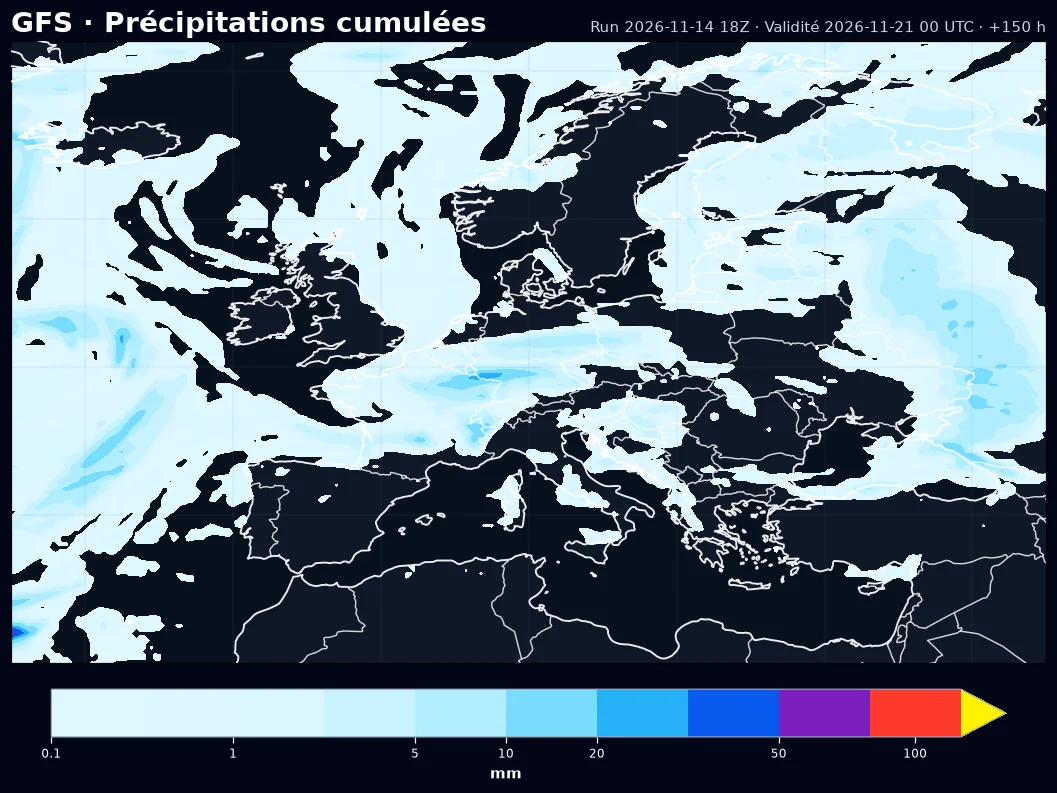 GFS · Précipitations cumulées
Run 2026-11-14 18Z · Validité 2026-11-21 00 UTC · +150 h
0.1 1 5 10 20 50 100
mm